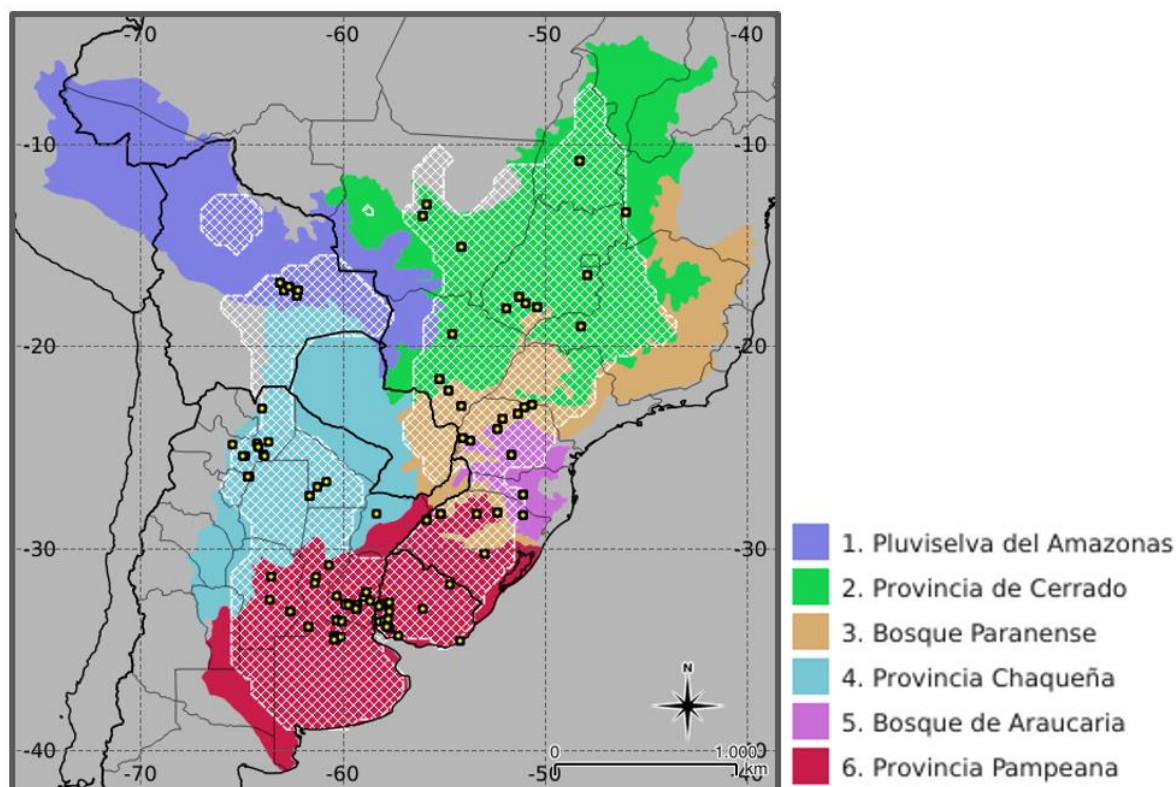 -70 -60 -50 -40
-10 -10
-20 -20
-30 -30
-40 -40
N
0 1.000
km
-70 -60 -50 -40
1. Pluviselva del Amazonas
2. Provincia de Cerrado
3. Bosque Paranense
4. Provincia Chaqueña
5. Bosque de Araucaria
6. Provincia Pampeana